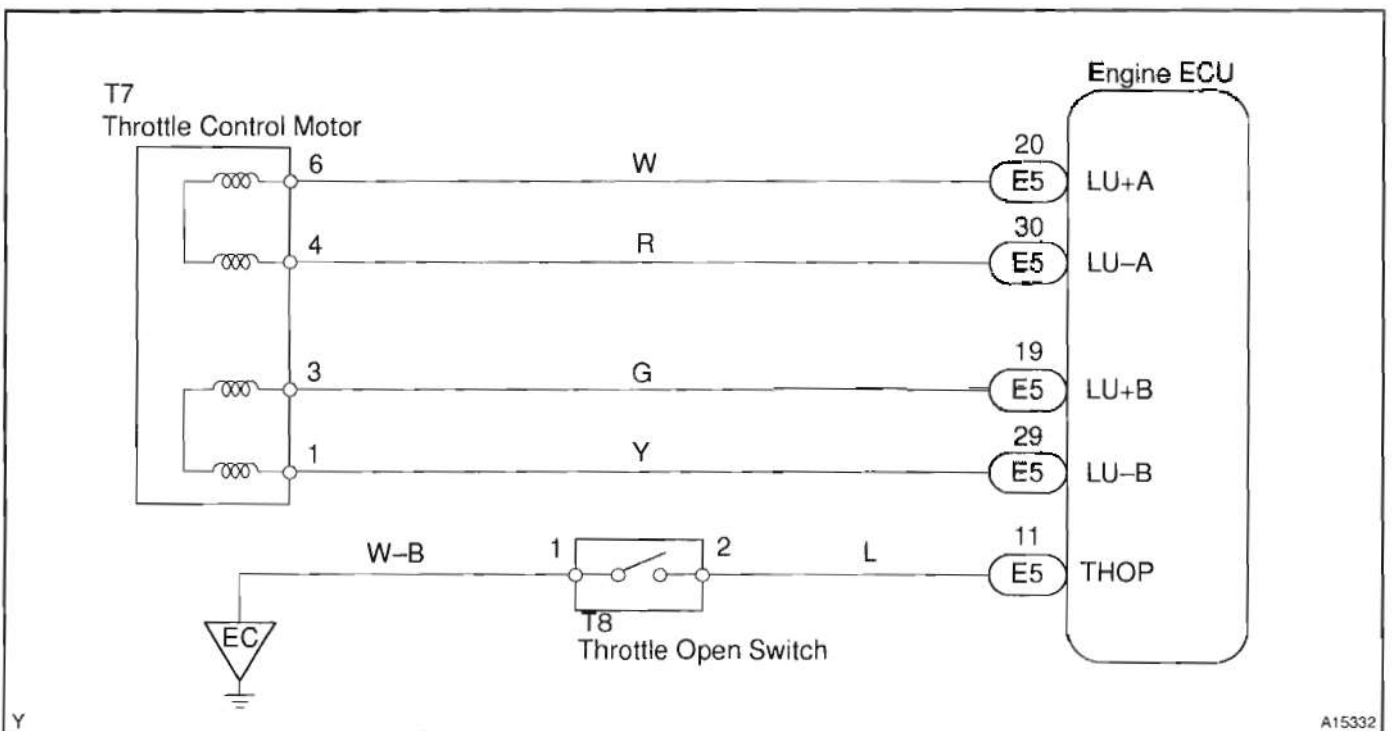 Engine ECU
T7
Throttle Control Motor
6
W
20
E5
LU+A
4
R
30
E5
LU–A
3
G
19
E5
LU+B
1
Y
29
E5
LU–B
W–B
1
2
L
11
E5
THOP
EC
T8
Throttle Open Switch
Y
A15332